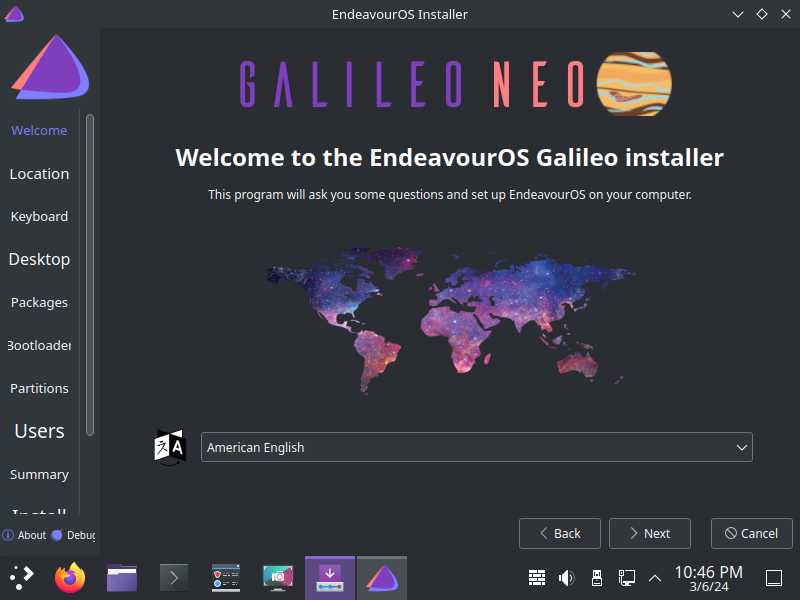 EndeavourOS Installer
GALILEO NEO
Welcome to the EndeavourOS Galileo installer
This program will ask you some questions and set up EndeavourOS on your computer.
Welcome
Location
Keyboard
Desktop
Packages
Bootloader
Partitions
Users
Summary
Install
American English
About
Debug
Back
Next
Cancel
10:46 PM
3/6/24